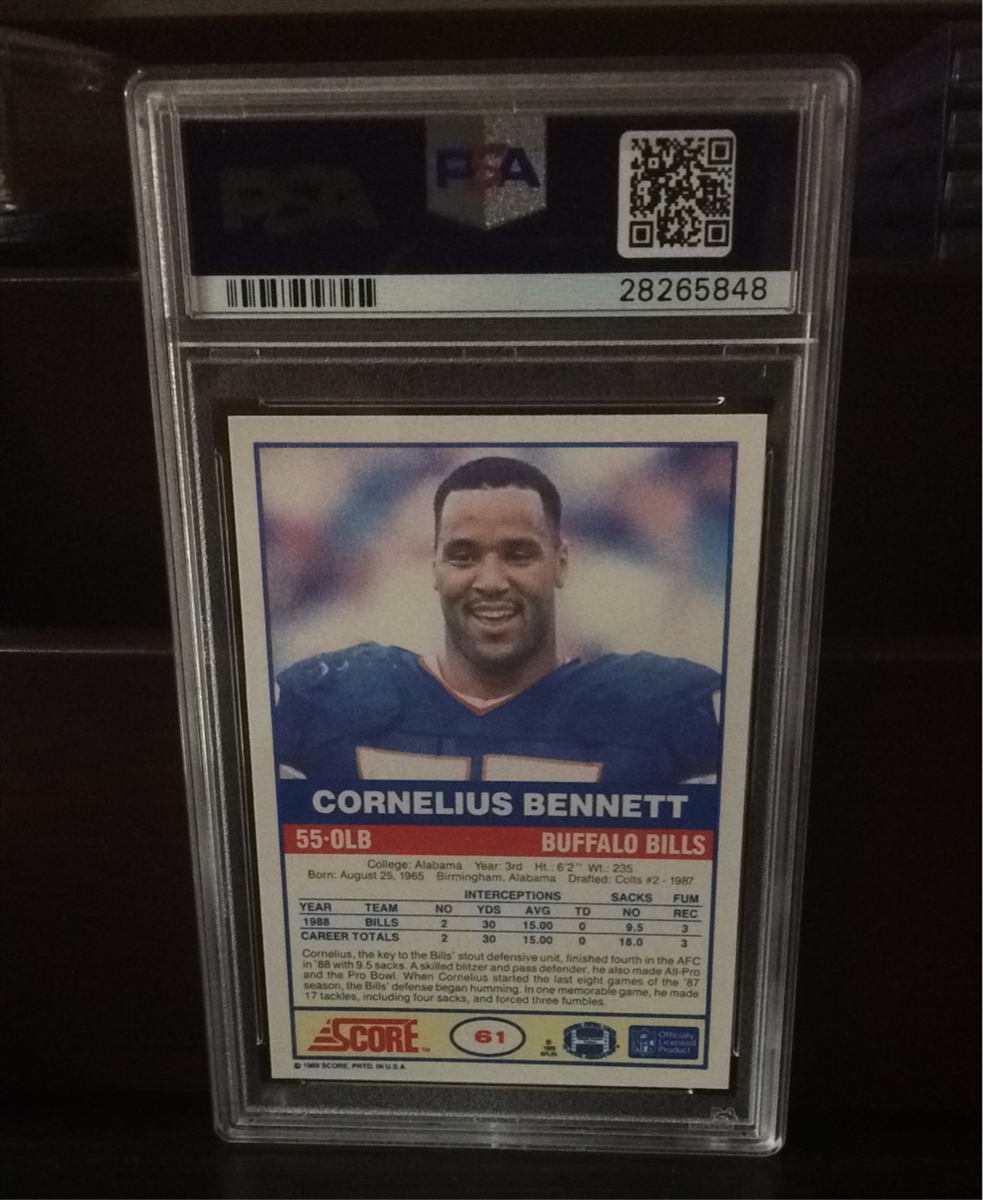 PSA
PSA
28265848
55
CORNELIUS BENNETT
55·OLB BUFFALO BILLS
College: Alabama Year: 3rd Ht.: 6'2" Wt.: 235
Born: August 25, 1965 Birmingham, Alabama Drafted: Colts #2 - 1987
INTERCEPTIONS SACKS FUM
YEAR TEAM NO YDS AVG TD NO REC
1988 BILLS 2 30 15.00 0 9.5 3
CAREER TOTALS 2 30 15.00 0 18.0 3
Cornelius, the key to the Bills' stout defensive unit, finished fourth in the AFC
in '88 with 9.5 sacks. A skilled blitzer and pass defender, he also made All-Pro
and the Pro Bowl. When Cornelius started the last eight games of the '87
season, the Bills' defense began humming. In one memorable game, he made
17 tackles, including four sacks, and forced three fumbles.
SCORE™ 61 © 1989 NFLPA NFL Officially
Licensed
Product
© 1989 SCORE, PRTD. IN U.S.A.